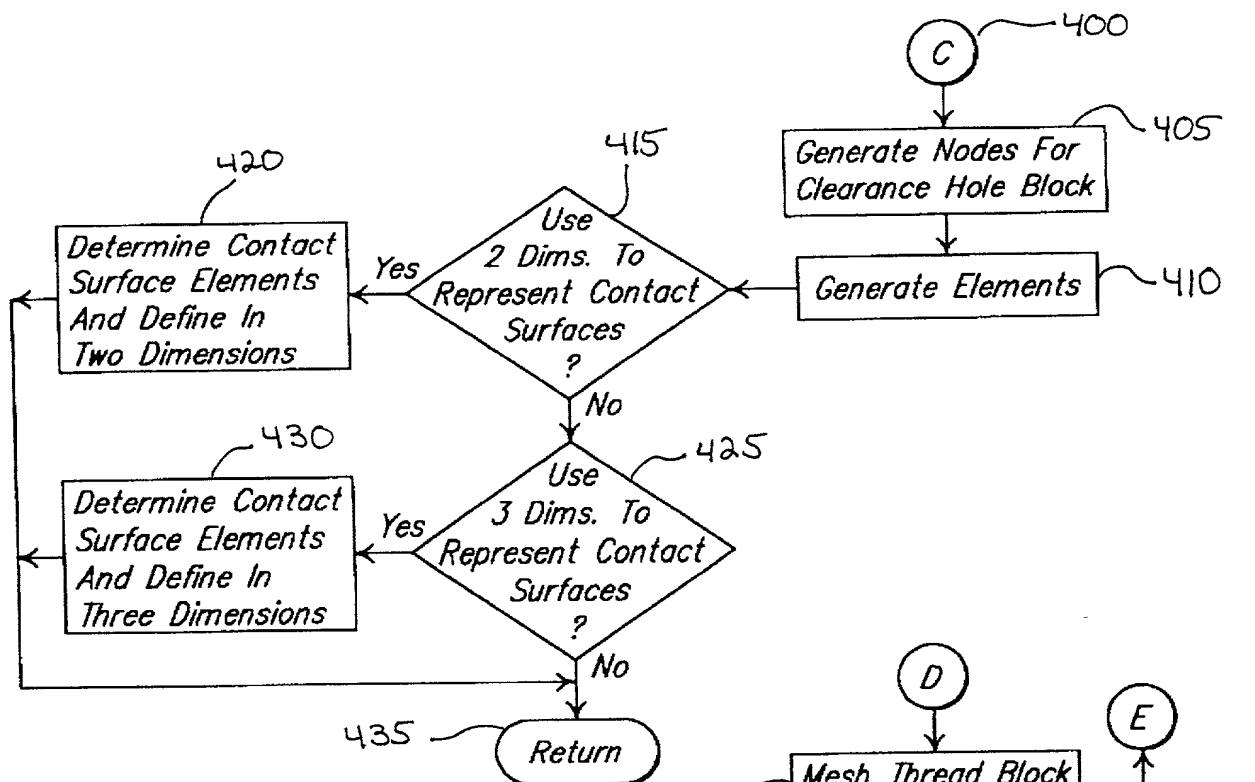 C
400
Generate Nodes For
Clearance Hole Block
405
Generate Elements
410
415
Use
2 Dims. To
Represent Contact
Surfaces
?
Yes
No
420
Determine Contact
Surface Elements
And Define In
Two Dimensions
425
Use
3 Dims. To
Represent Contact
Surfaces
?
Yes
No
430
Determine Contact
Surface Elements
And Define In
Three Dimensions
435
Return
D
E
Mesh Thread Block